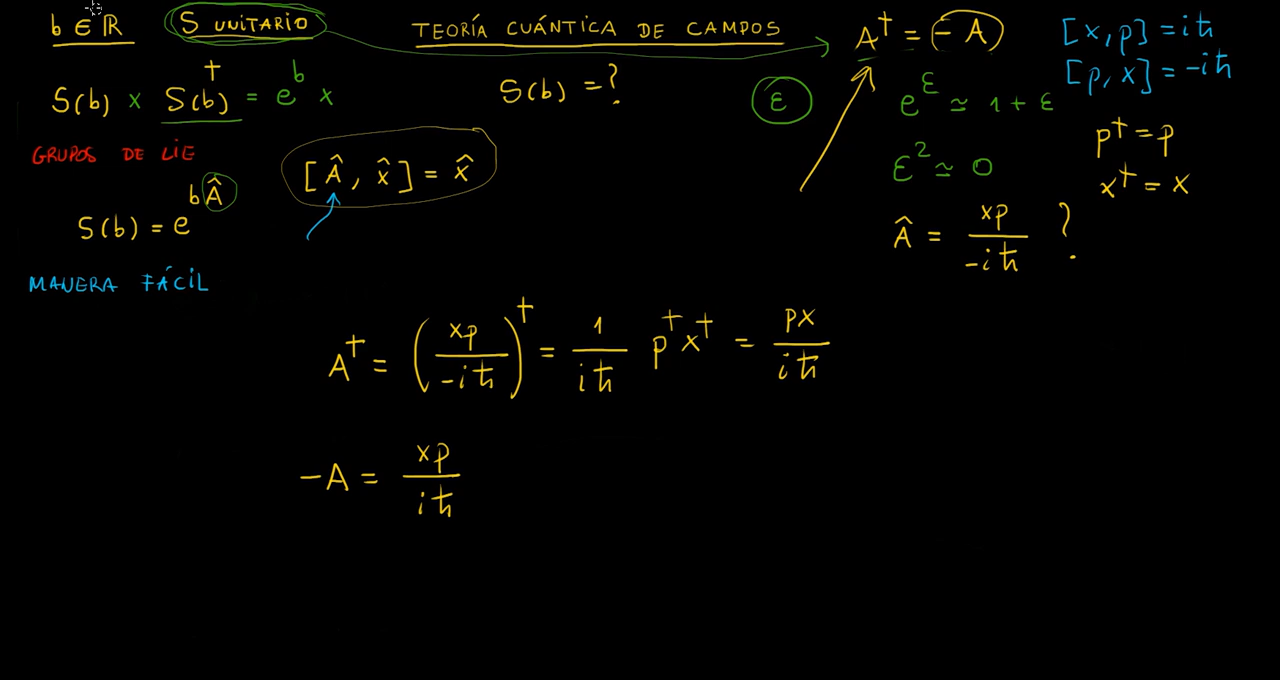 b ∈ ℝ
S UNITARIO
TEORÍA CUÁNTICA DE CAMPOS
A† = (-A)
[x,p] = iħ
[p,x] = -iħ
S(b) x S(b)† = e^b x
S(b) = ?
ε
e^ε ≃ 1 + ε
p† = p
GRUPOS DE LIE
[Â, x̂] = x̂
ε² ≃ 0
x† = x
S(b) = e^{bÂ}
Â = xp/-iħ ?
MANERA FÁCIL
A† = (xp/-iħ)† = 1/iħ p†x† = px/iħ
-A = xp/iħ